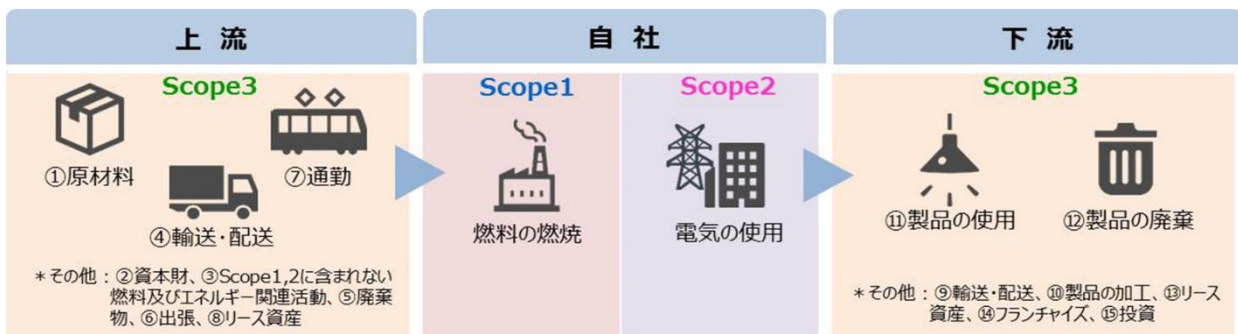 上 流
Scope3
①原材料
⑦通勤
④輸送・配送
*その他：②資本財、③Scope1,2に含まれない
燃料及びエネルギー関連活動、⑤廃棄
物、⑥出張、⑧リース資産
自 社
Scope1
燃料の燃焼
Scope2
電気の使用
下 流
Scope3
⑪製品の使用
⑫製品の廃棄
*その他：⑨輸送・配送、⑩製品の加工、⑬リース
資産、⑭フランチャイズ、⑮投資